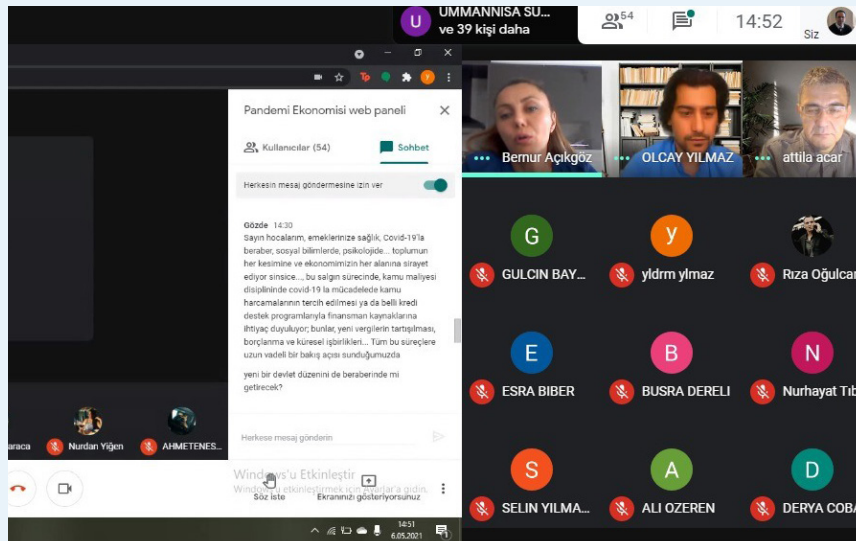 U
UMMANNISA SU...
ve 39 kişi daha
54
14:52
Siz
Pandemi Ekonomisi web paneli
Kullanıcılar (54)
Sohbet
Herkesin mesaj göndermesine izin ver
Gözde 14:30
Sayın hocalarım, emeklerinize sağlık, Covid-19'la
beraber, sosyal bilimlerde, psikolojide... toplumun
her kesimine ve ekonomimizin her alanına sirayet
ediyor sinsice..., bu salgın sürecinde, kamu maliyesi
disiplininde covid-19 la mücadelede kamu
harcamalarının tercih edilmesi ya da belli kredi
destek programlarıyla finansman kaynaklarına
ihtiyaç duyuluyor; bunlar, yeni vergilerin tartışılması,
borçlanma ve küresel işbirlikleri... Tüm bu süreçlere
uzun vadeli bir bakış açısı sunduğumuzda
yeni bir devlet düzenini de beraberinde mi
getirecek?
Herkese mesaj gönderin
araca
Nurdan Yiğen
AHMETENES...
Windows'u Etkinleştir
Windows'u etkinleştirmek için Ayarlar'a gidin.
Söz iste
Ekranınızı gösteriyorsunuz
14:51
6.05.2021
Bernur Açıkgöz
OLCAY YILMAZ
attila acar
G
GULCIN BAY...
y
yldrm ylmaz
Rıza Oğulcan
E
ESRA BIBER
B
BUSRA DERELI
N
Nurhayat Tıb
S
SELIN YILMA...
A
ALI OZEREN
D
DERYA COBA